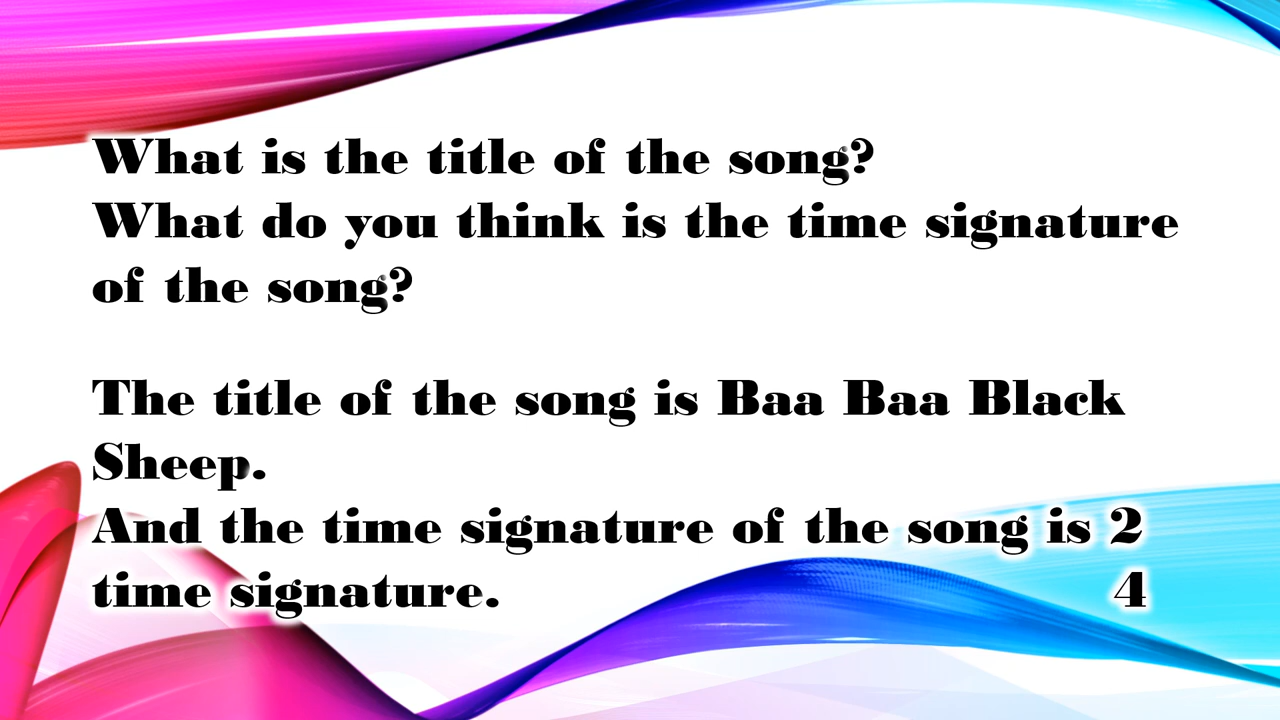 What is the title of the song?
What do you think is the time signature
of the song?
The title of the song is Baa Baa Black
Sheep.
And the time signature of the song is 2
time signature. 4